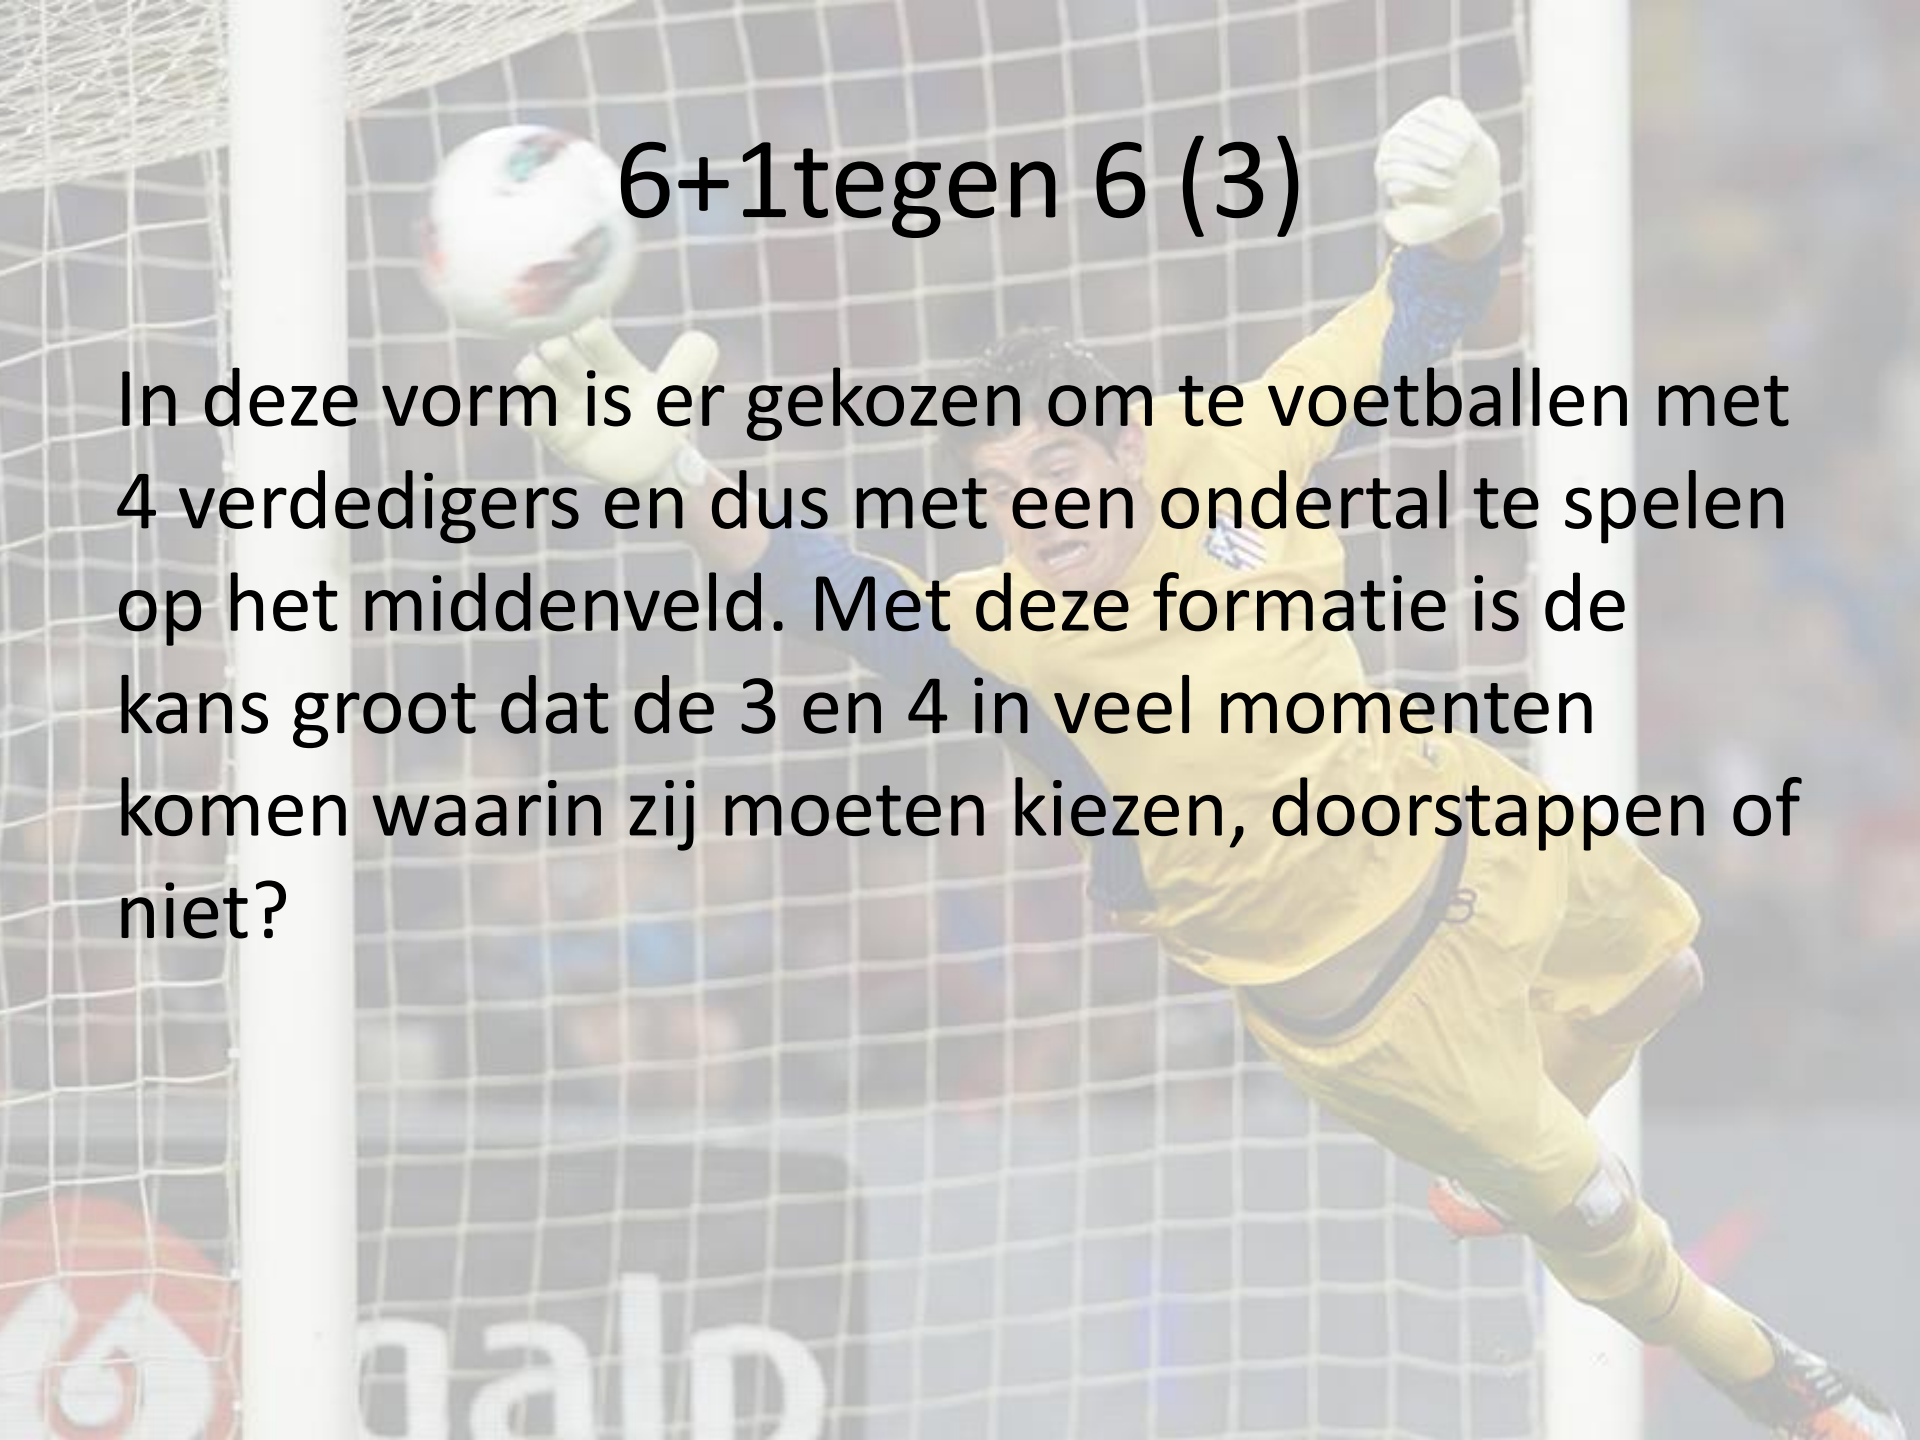 6+1tegen 6 (3)
In deze vorm is er gekozen om te voetballen met
4 verdedigers en dus met een ondertal te spelen
op het middenveld. Met deze formatie is de
kans groot dat de 3 en 4 in veel momenten
komen waarin zij moeten kiezen, doorstappen of
niet?
galp